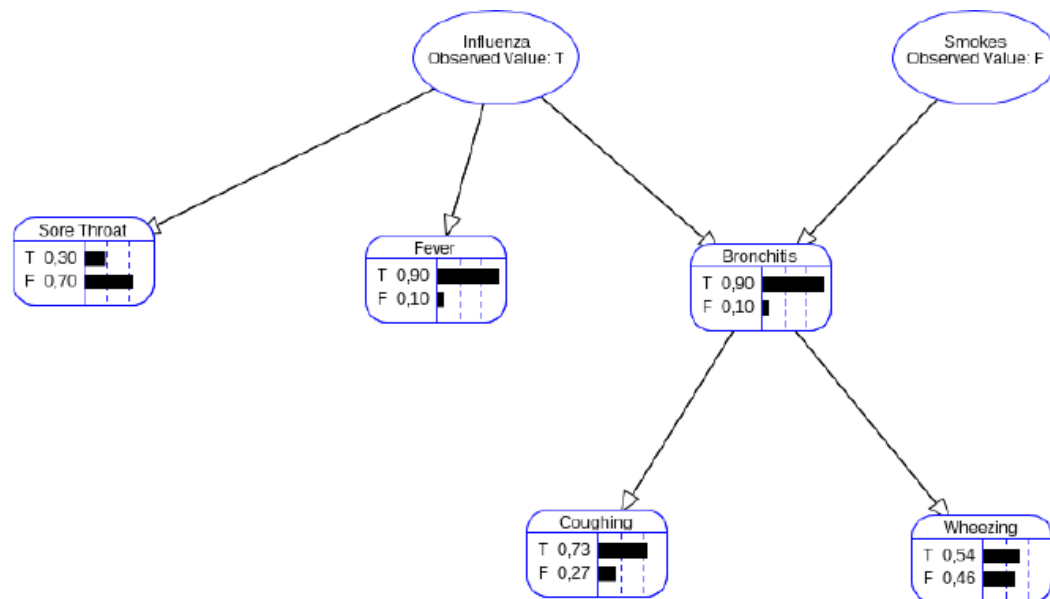 Influenza
Observed Value: T
Smokes
Observed Value: F
Sore Throat
T 0,30
F 0,70
Fever
T 0,90
F 0,10
Bronchitis
T 0,90
F 0,10
Coughing
T 0,73
F 0,27
Wheezing
T 0,54
F 0,46